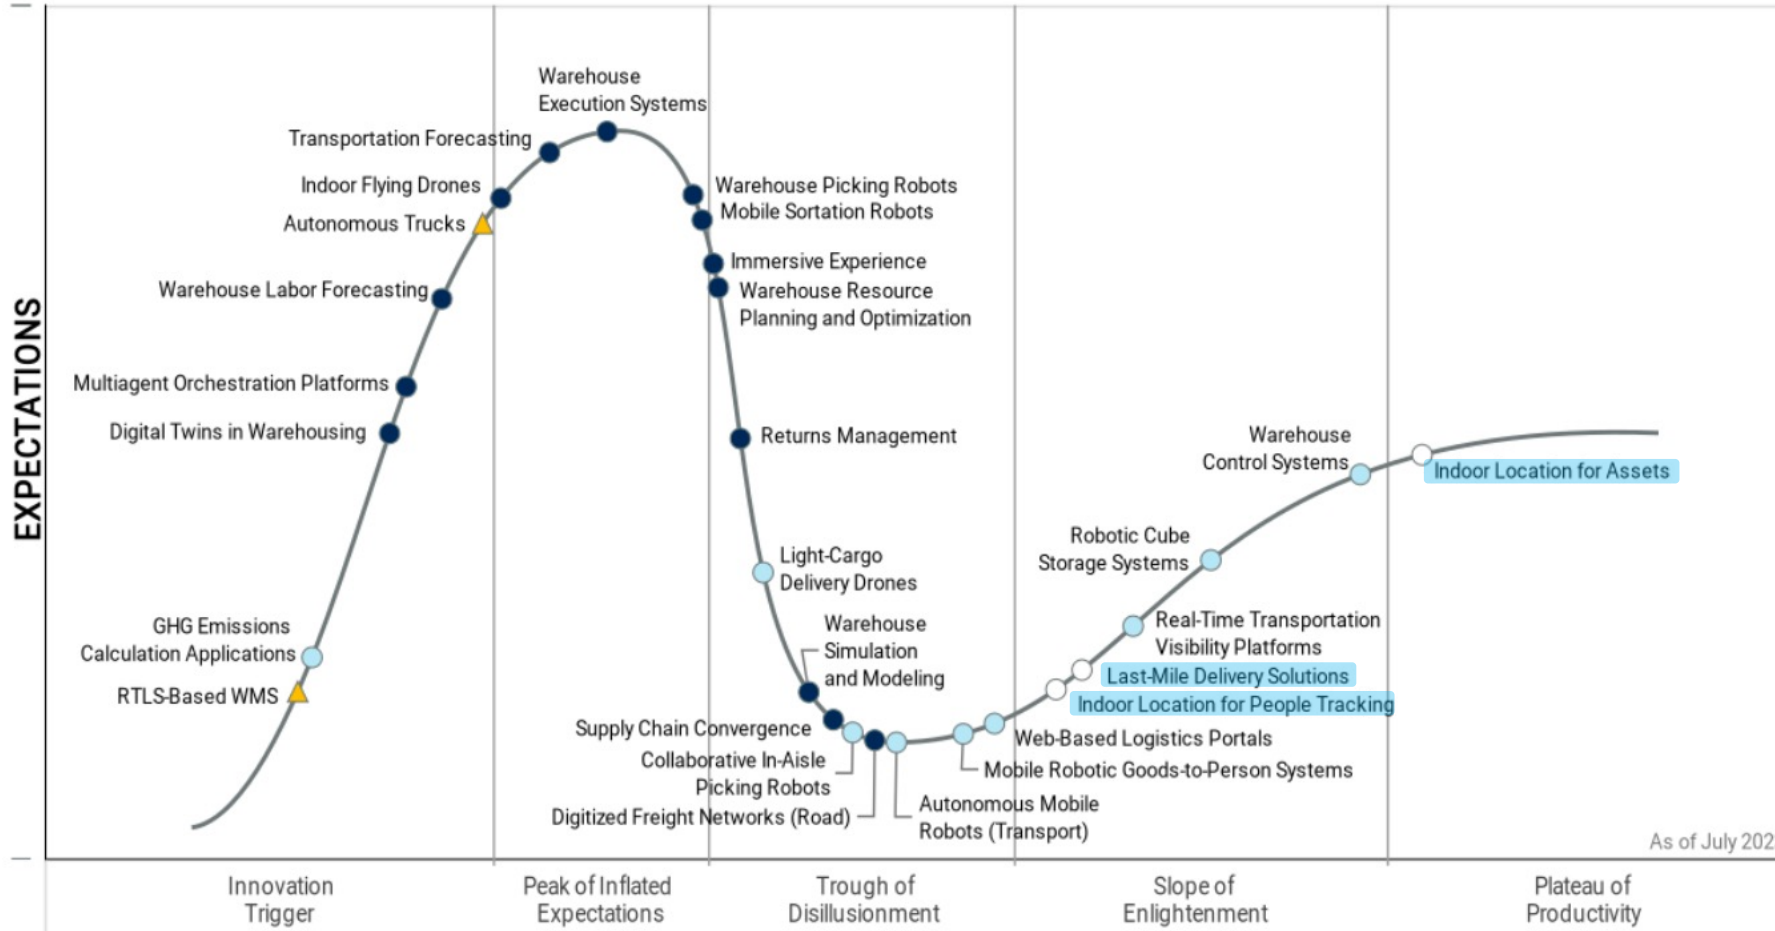 Warehouse
Execution Systems
Transportation Forecasting
Indoor Flying Drones
Autonomous Trucks
Warehouse Labor Forecasting
Multiagent Orchestration Platforms
Digital Twins in Warehousing
GHG Emissions
Calculation Applications
RTLS-Based WMS
EXPECTATIONS
Warehouse Picking Robots
Mobile Sortation Robots
Immersive Experience
Warehouse Resource
Planning and Optimization
Returns Management
Light-Cargo
Delivery Drones
Warehouse
Simulation
and Modeling
Supply Chain Convergence
Collaborative In-Aisle
Picking Robots
Digitized Freight Networks (Road)
Autonomous Mobile
Robots (Transport)
Mobile Robotic Goods-to-Person Systems
Web-Based Logistics Portals
Indoor Location for People Tracking
Last-Mile Delivery Solutions
Real-Time Transportation
Visibility Platforms
Robotic Cube
Storage Systems
Warehouse
Control Systems
Indoor Location for Assets
As of July 202
Innovation
Trigger
Peak of Inflated
Expectations
Trough of
Disillusionment
Slope of
Enlightenment
Plateau of
Productivity